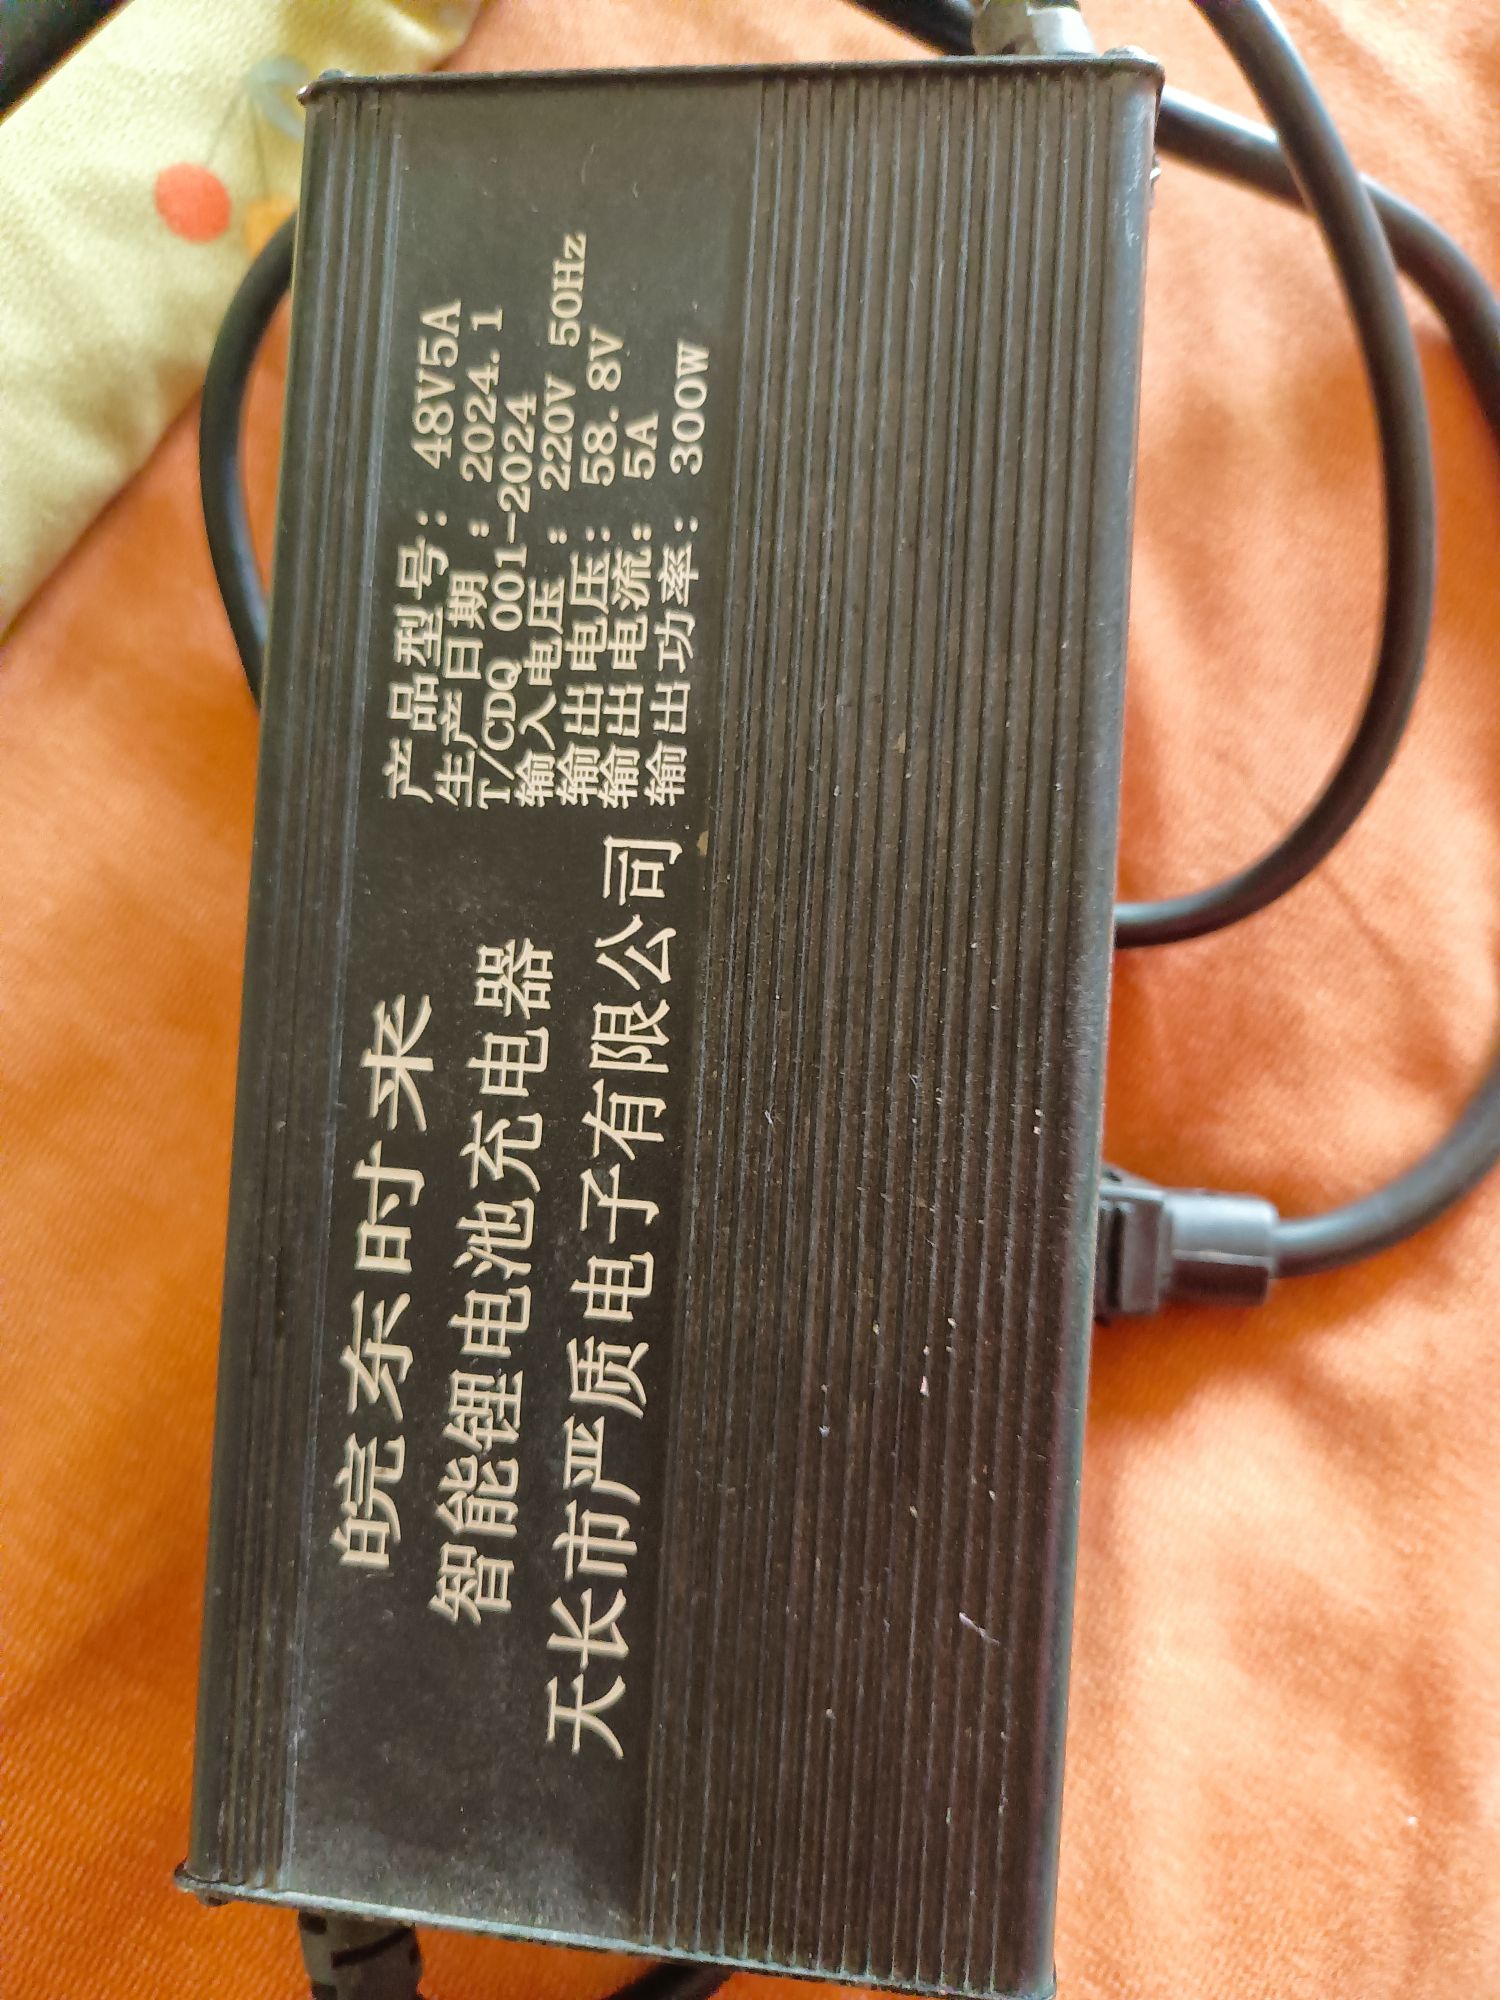 皖东时来
智能锂电池充电器
天长市严质电子有限公司
产品型号: 48V5A
生产日期: 2024.1
T/CDQ 001-2024
输入电压: 220V 50Hz
输出电压: 58.8V
输出电流: 5A
输出功率: 300W